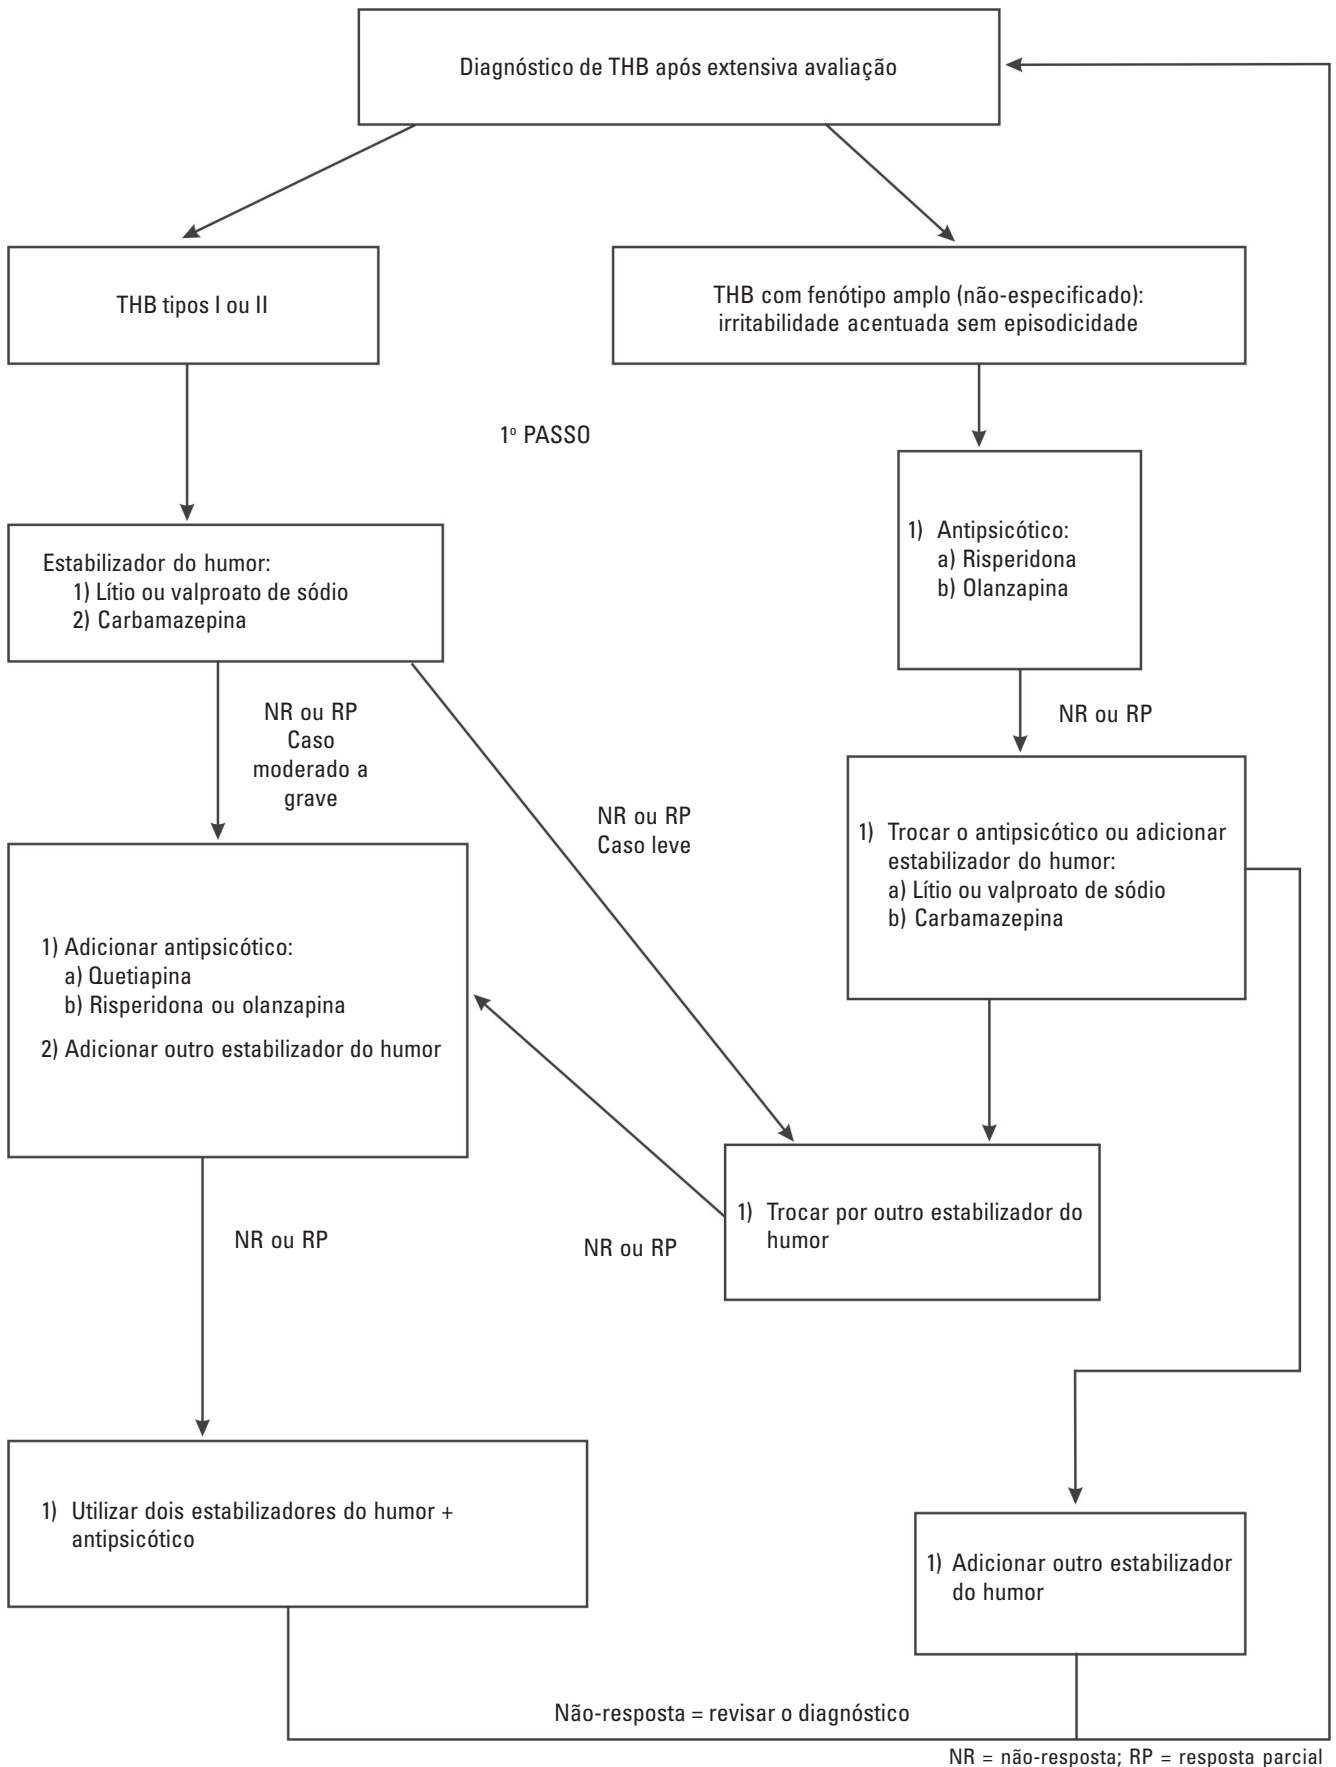 Diagnóstico de THB após extensiva avaliação
THB tipos I ou II
THB com fenótipo amplo (não-especificado):
irritabilidade acentuada sem episodicidade
1º PASSO
1) Antipsicótico:
a) Risperidona
b) Olanzapina
Estabilizador do humor:
1) Lítio ou valproato de sódio
2) Carbamazepina
NR ou RP
Caso
moderado a
grave
NR ou RP
NR ou RP
Caso leve
1) Trocar o antipsicótico ou adicionar
estabilizador do humor:
a) Lítio ou valproato de sódio
b) Carbamazepina
1) Adicionar antipsicótico:
a) Quetiapina
b) Risperidona ou olanzapina
2) Adicionar outro estabilizador do humor
1) Trocar por outro estabilizador do
humor
NR ou RP
NR ou RP
1) Utilizar dois estabilizadores do humor +
antipsicótico
1) Adicionar outro estabilizador
do humor
Não-resposta = revisar o diagnóstico
NR = não-resposta; RP = resposta parcial